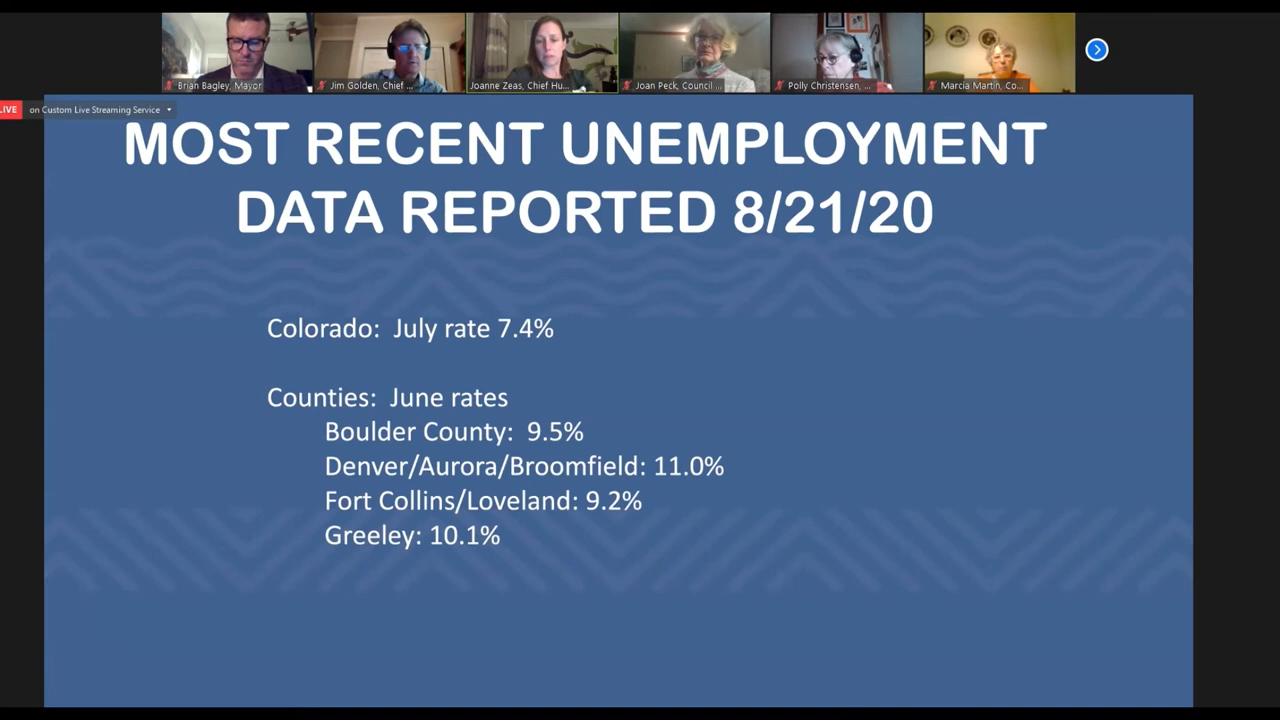 Brian Bagley, Mayor
Jim Golden, Chief ...
Joanne Zeas, Chief Hu...
Joan Peck, Council ...
Polly Christensen, ...
Marcia Martin, Co...
LIVE on Custom Live Streaming Service
MOST RECENT UNEMPLOYMENT
DATA REPORTED 8/21/20
Colorado: July rate 7.4%
Counties: June rates
Boulder County: 9.5%
Denver/Aurora/Broomfield: 11.0%
Fort Collins/Loveland: 9.2%
Greeley: 10.1%